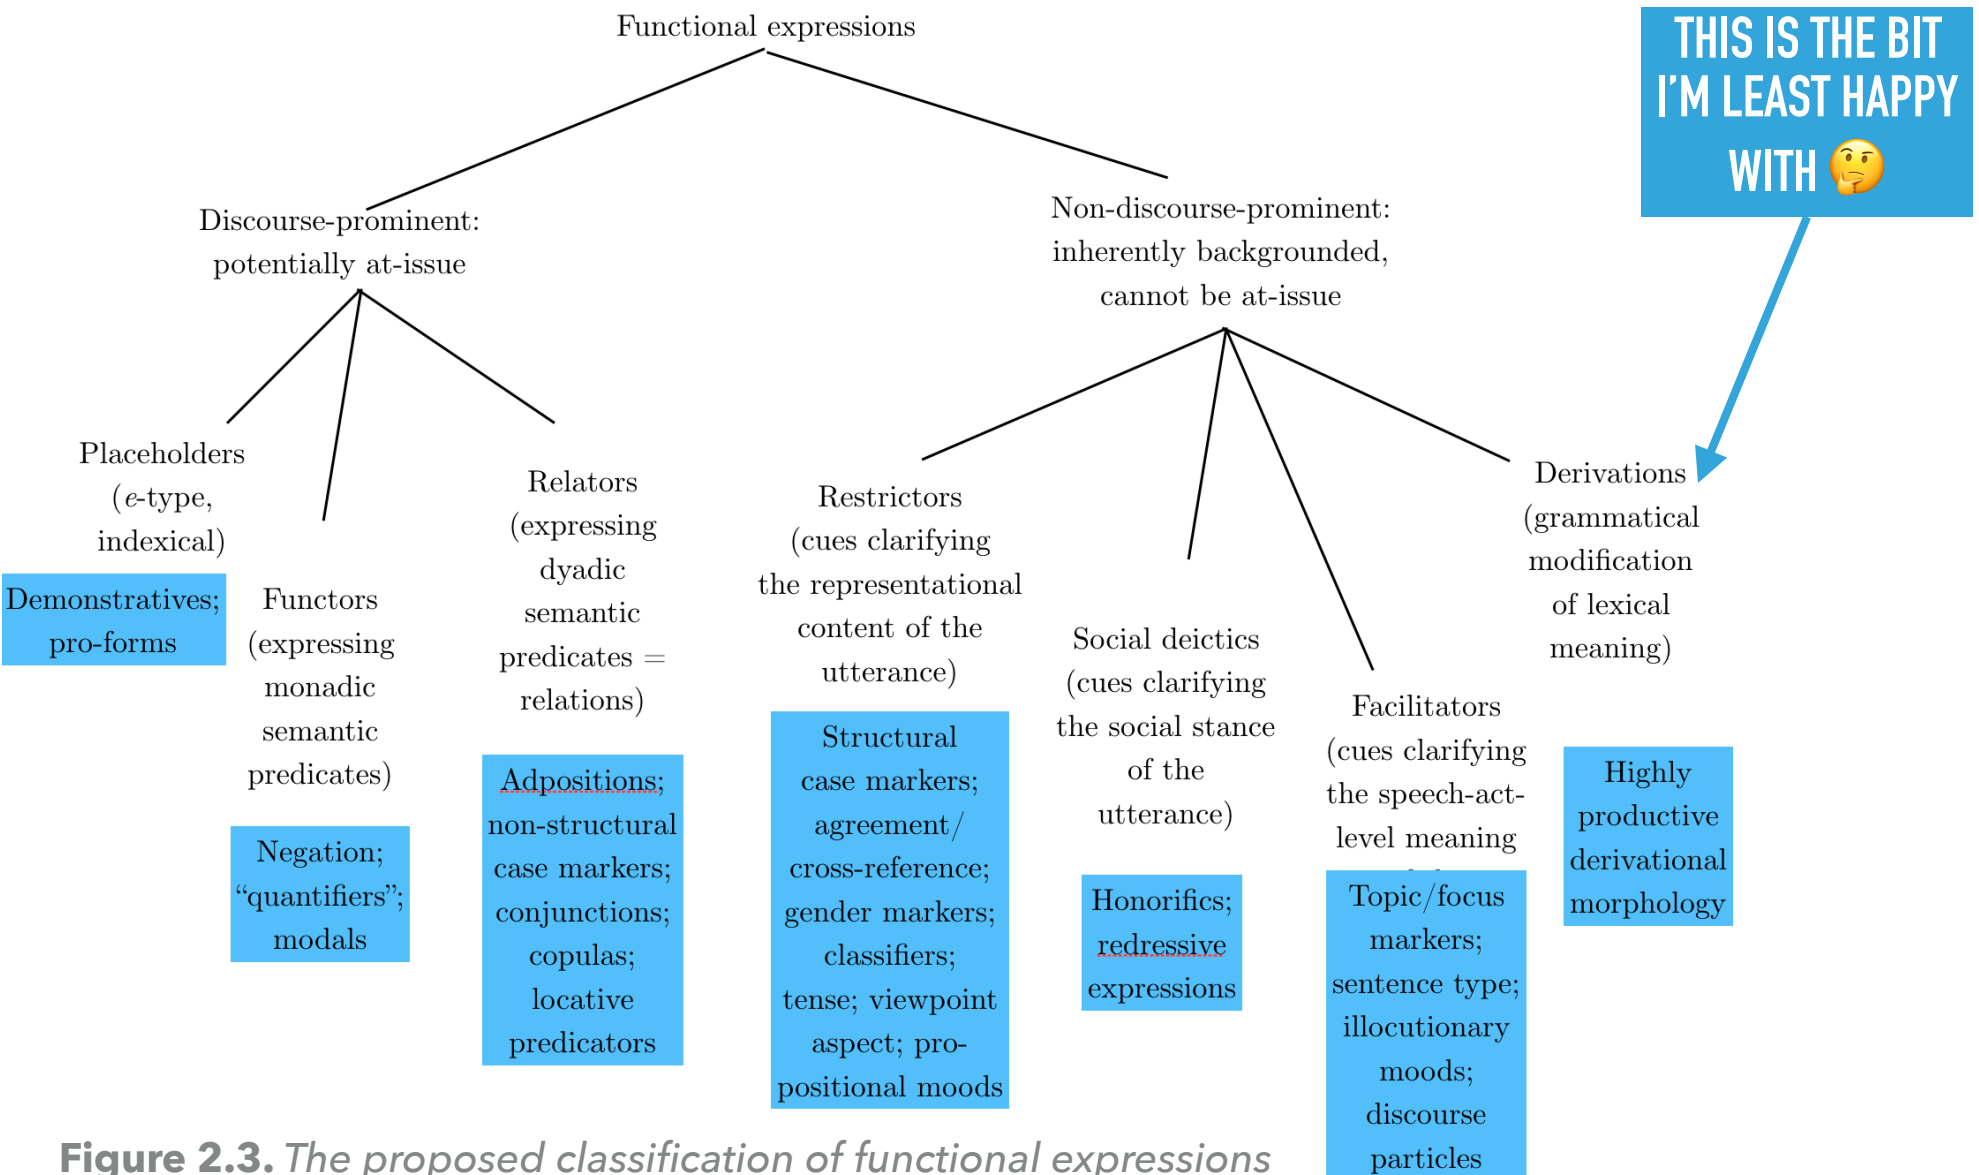 Functional expressions
THIS IS THE BIT
I'M LEAST HAPPY
WITH 🤔
Discourse-prominent:
potentially at-issue
Non-discourse-prominent:
inherently backgrounded,
cannot be at-issue
Placeholders
(e-type,
indexical)
Demonstratives;
pro-forms
Functors
(expressing
monadic
semantic
predicates)
Negation;
“quantifiers”;
modals
Relators
(expressing
dyadic
semantic
predicates =
relations)
Adpositions;
non-structural
case markers;
conjunctions;
copulas;
locative
predicators
Restrictors
(cues clarifying
the representational
content of the
utterance)
Structural
case markers;
agreement/
cross-reference;
gender markers;
classifiers;
tense; viewpoint
aspect; pro-
positional moods
Social deictics
(cues clarifying
the social stance
of the
utterance)
Honorifics;
redressive
expressions
Facilitators
(cues clarifying
the speech-act-
level meaning
Topic/focus
markers;
sentence type;
illocutionary
moods;
discourse
particles
Derivations
(grammatical
modification
of lexical
meaning)
Highly
productive
derivational
morphology
Figure 2.3. The proposed classification of functional expressions